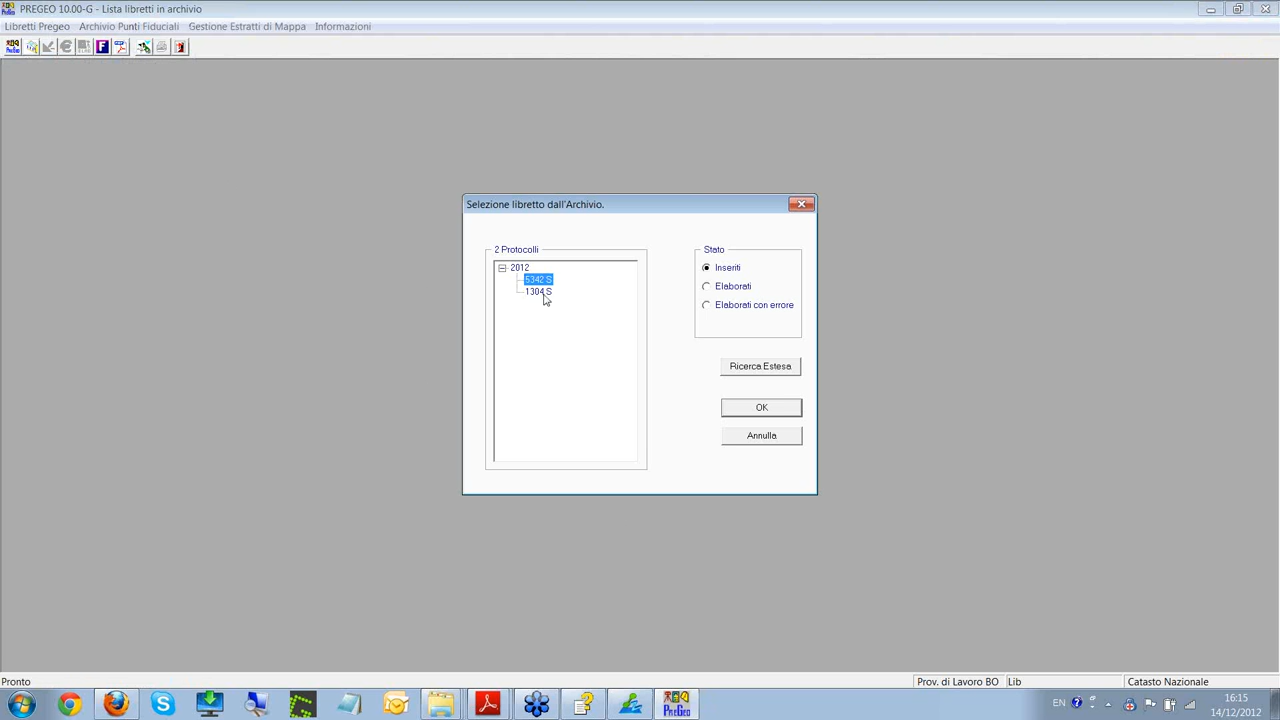 PREGEO 10.00-G - Lista libretti in archivio
Libretti Pregeo Archivio Punti Fiduciali Gestione Estratti di Mappa Informazioni
Selezione libretto dall'Archivio.
2 Protocolli
Stato
2012
Inseriti
5342 S
1304 S
Elaborati
Elaborati con errore
Ricerca Estesa
OK
Annulla
Pronto
Prov. di Lavoro BO
Lib
Catasto Nazionale
EN
16:15
14/12/2012